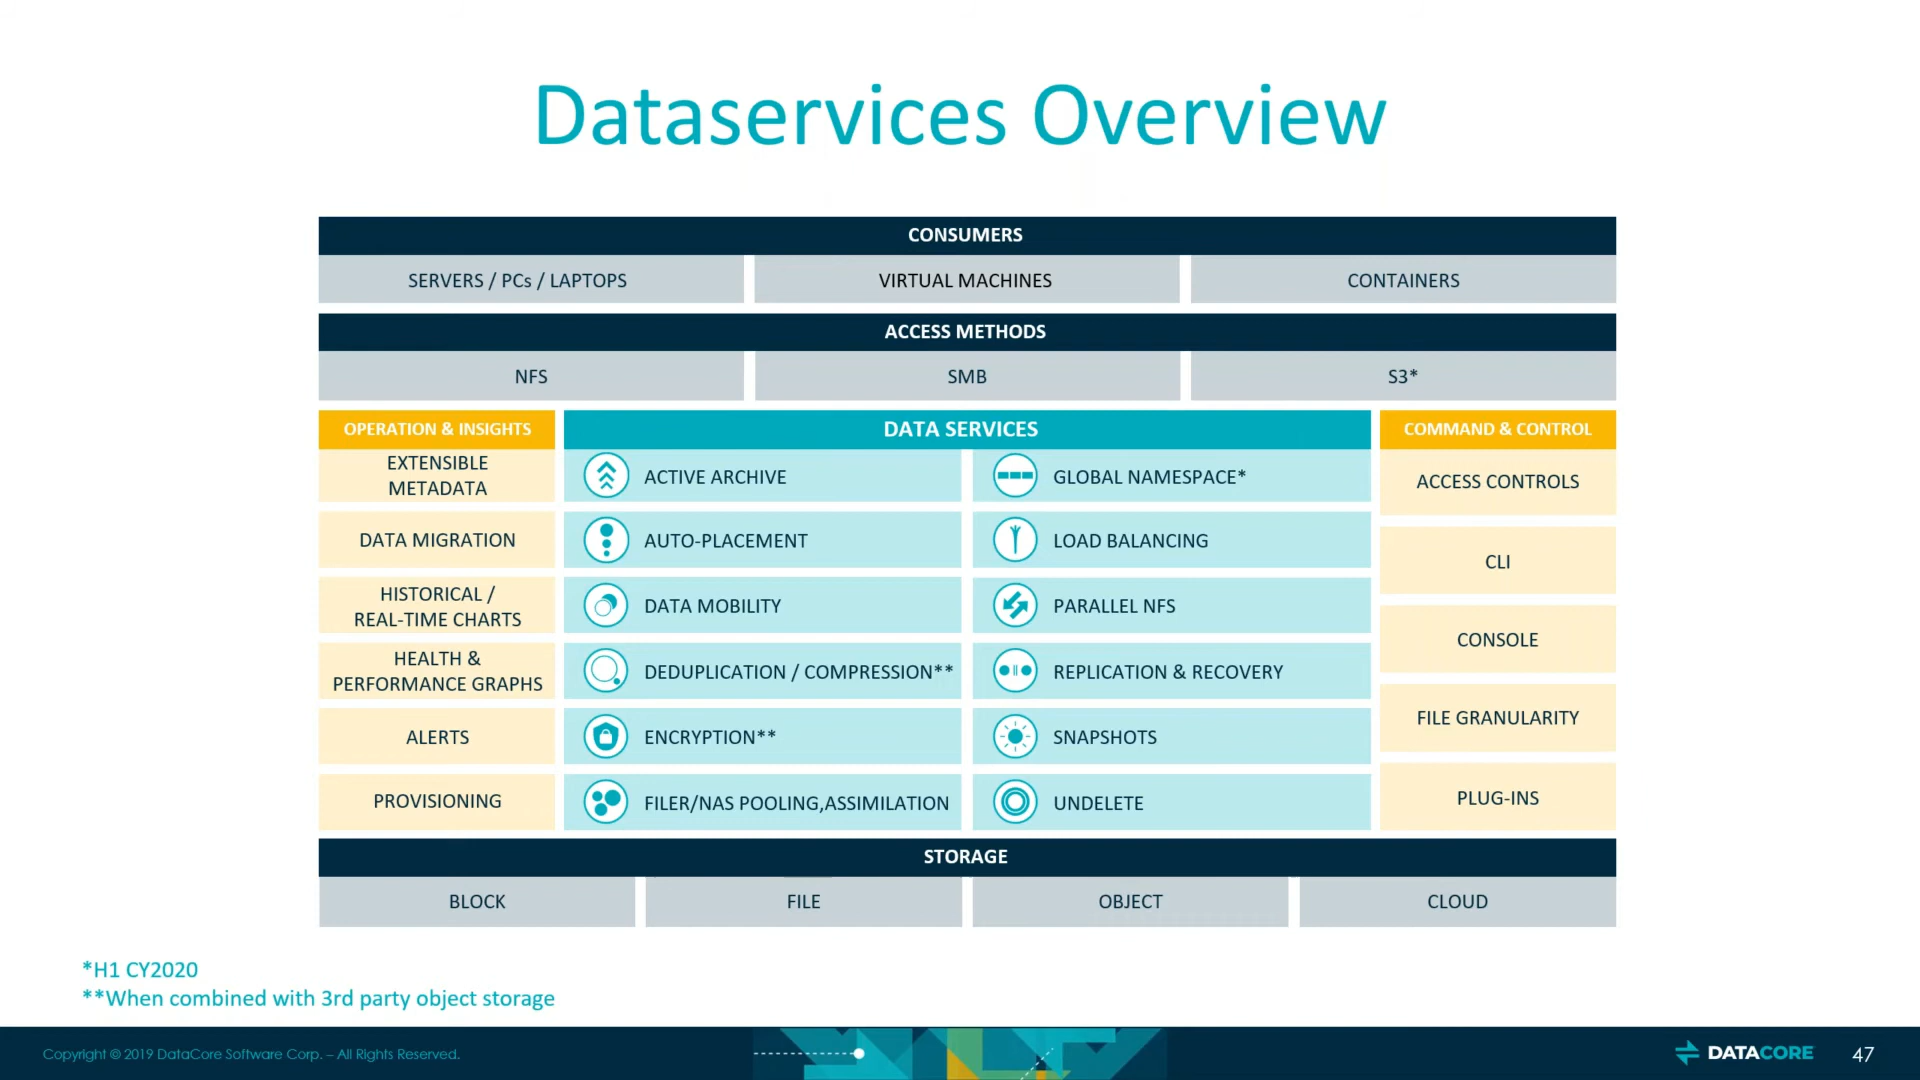 Dataservices Overview
CONSUMERS
SERVERS / PCs / LAPTOPS
VIRTUAL MACHINES
CONTAINERS
ACCESS METHODS
NFS
SMB
S3*
OPERATION & INSIGHTS
EXTENSIBLE
METADATA
DATA MIGRATION
HISTORICAL /
REAL-TIME CHARTS
HEALTH &
PERFORMANCE GRAPHS
ALERTS
PROVISIONING
DATA SERVICES
ACTIVE ARCHIVE
AUTO-PLACEMENT
DATA MOBILITY
DEDUPLICATION / COMPRESSION**
ENCRYPTION**
FILER/NAS POOLING,ASSIMILATION
GLOBAL NAMESPACE*
LOAD BALANCING
PARALLEL NFS
REPLICATION & RECOVERY
SNAPSHOTS
UNDELETE
COMMAND & CONTROL
ACCESS CONTROLS
CLI
CONSOLE
FILE GRANULARITY
PLUG-INS
STORAGE
BLOCK
FILE
OBJECT
CLOUD
*H1 CY2020
**When combined with 3rd party object storage
Copyright © 2019 DataCore Software Corp. – All Rights Reserved.
DATACORE
47